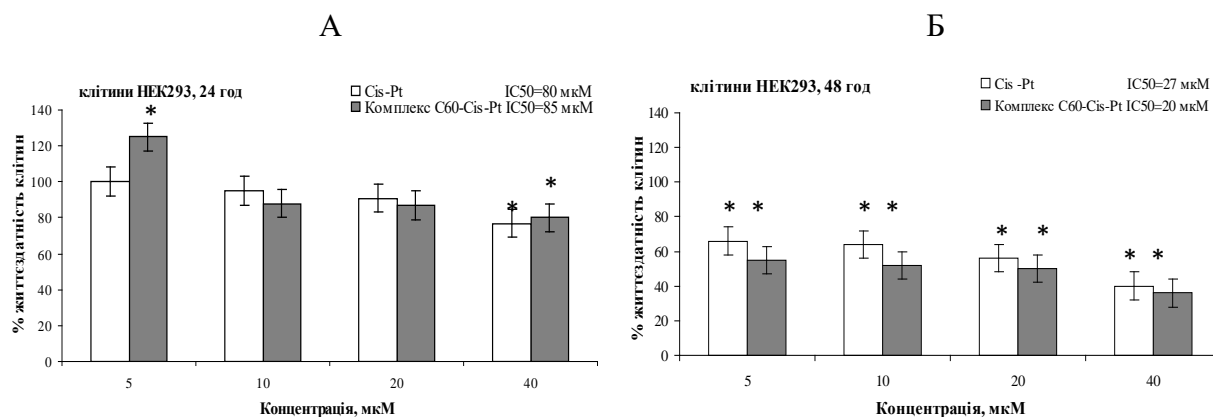 А
клітини НЕК293, 24 год
Cis-Pt IC50=80 мкМ
Комплекс C60-Cis-Pt IC50=85 мкМ
% життєздатність клітин
140
120
100
80
60
40
20
0
*
*
*
5 10 20 40
Концентрація, мкМ
Б
клітини НЕК293, 48 год
Cis -Pt IC50=27 мкМ
Комплекс C60-Cis-Pt IC50=20 мкМ
% життєздатність клітин
140
120
100
80
60
40
20
0
* * * * * * * *
5 10 20 40
Концентрація, мкМ